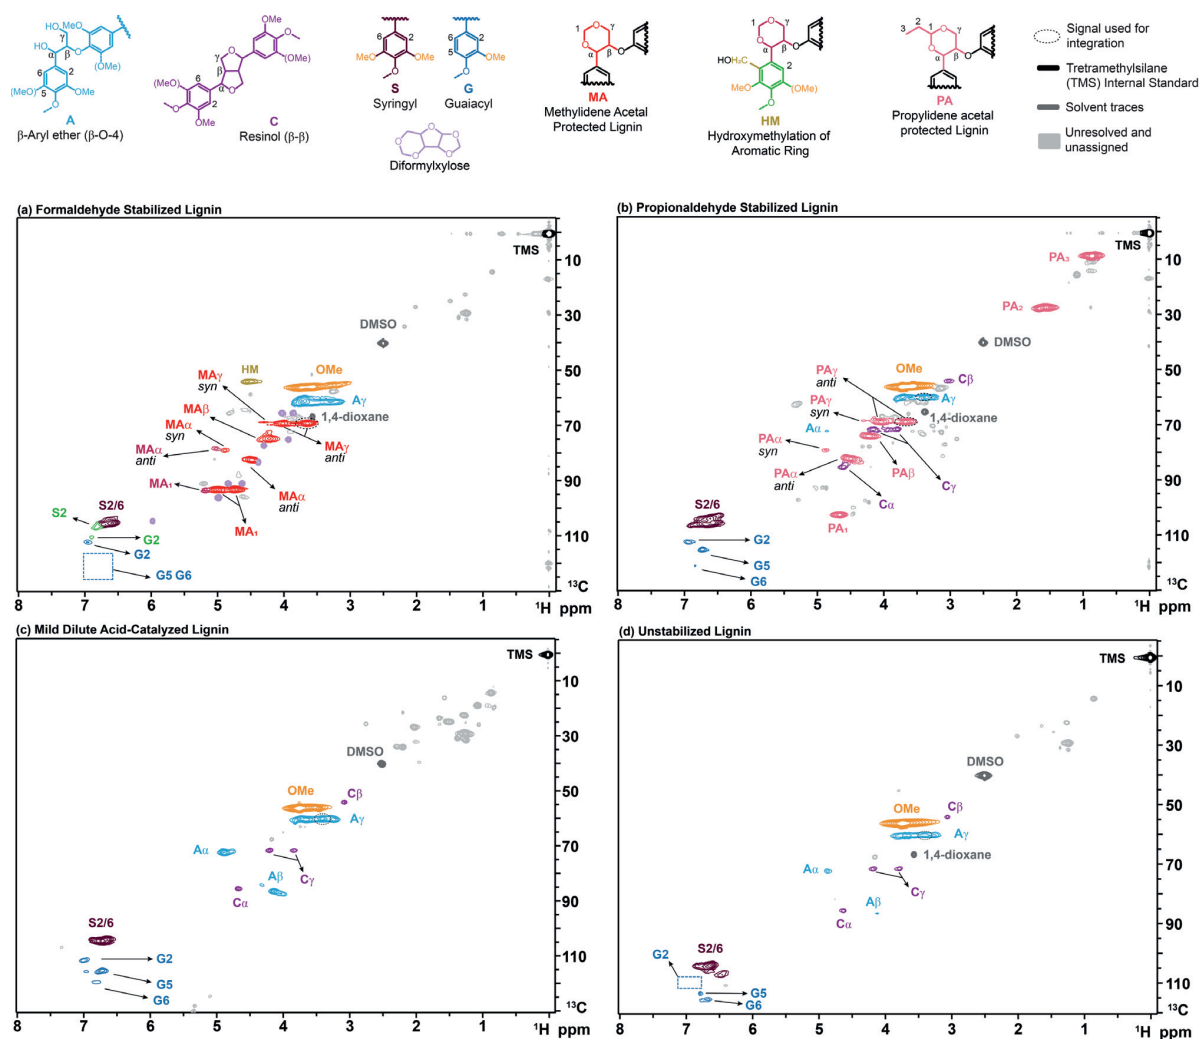 HO
γ
OMe
HO
α
β
O
(OMe)
6
2
5
(OMe)
OMe
O
A
β-Aryl ether (β-O-4)
OMe
O
O
γ
OMe)
β
6
α
(OMe)
O
O
2
OMe
C
Resinol (β-β)
6
2
MeO
OMe
O
S
Syringyl
6
2
5
OMe
O
G
Guaiacyl
O
O
O
O
O
Diformylxylose
1
O
γ
O
β
O
α
MA
Methylidene Acetal
Protected Lignin
1
O
γ
O
β
O
α
HOH₂C
2
MeO
(OMe)
O
HM
Hydroxymethylation of
Aromatic Ring
2
3
1
O
γ
O
β
O
α
PA
Propylidene acetal
protected Lignin
Signal used for
integration
Tretramethylsilane
(TMS) Internal Standard
Solvent traces
Unresolved and
unassigned
(a) Formaldehyde Stabilized Lignin
TMS
DMSO
HM
OMe
MAγ
syn
Aγ
MAβ
1,4-dioxane
MAα
syn
MAγ
anti
MAα
anti
MA₁
MAα
anti
S2
S2/6
MA₁
G2
G2
G5 G6
10
30
50
70
90
110
¹³C
7 6 5 4 3 2 1 ¹H ppm
(b) Propionaldehyde Stabilized Lignin
TMS
PA₃
PA₂
DMSO
PAγ
anti
OMe
Cβ
PAγ
syn
Aγ
1,4-dioxane
Aα
PAα
syn
PAβ
PAα
anti
Cγ
Cα
S2/6
PA₁
G2
G5
G6
10
30
50
70
90
110
¹³C
7 6 5 4 3 2 1 ¹H ppm
(c) Mild Dilute Acid-Catalyzed Lignin
TMS
DMSO
OMe
Cβ
Aγ
Aα
Aβ
Cγ
Cα
S2/6
G2
G5
G6
10
30
50
70
90
110
¹³C
7 6 5 4 3 2 1 ¹H ppm
(d) Unstabilized Lignin
TMS
DMSO
OMe
Cβ
Aγ
1,4-dioxane
Aα
Cγ
Aβ
Cα
G2
S2/6
G5
G6
10
30
50
70
90
110
¹³C
7 6 5 4 3 2 1 ¹H ppm